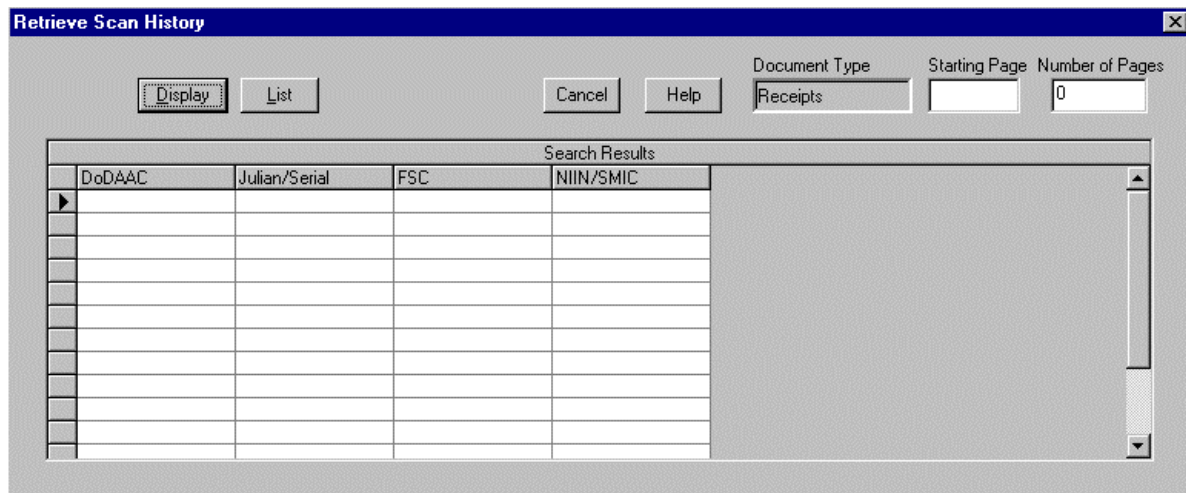 Retrieve Scan History
Document Type Starting Page Number of Pages
Display List Cancel Help Receipts 0
Search Results
DoDAAC Julian/Serial FSC NIIN/SMIC